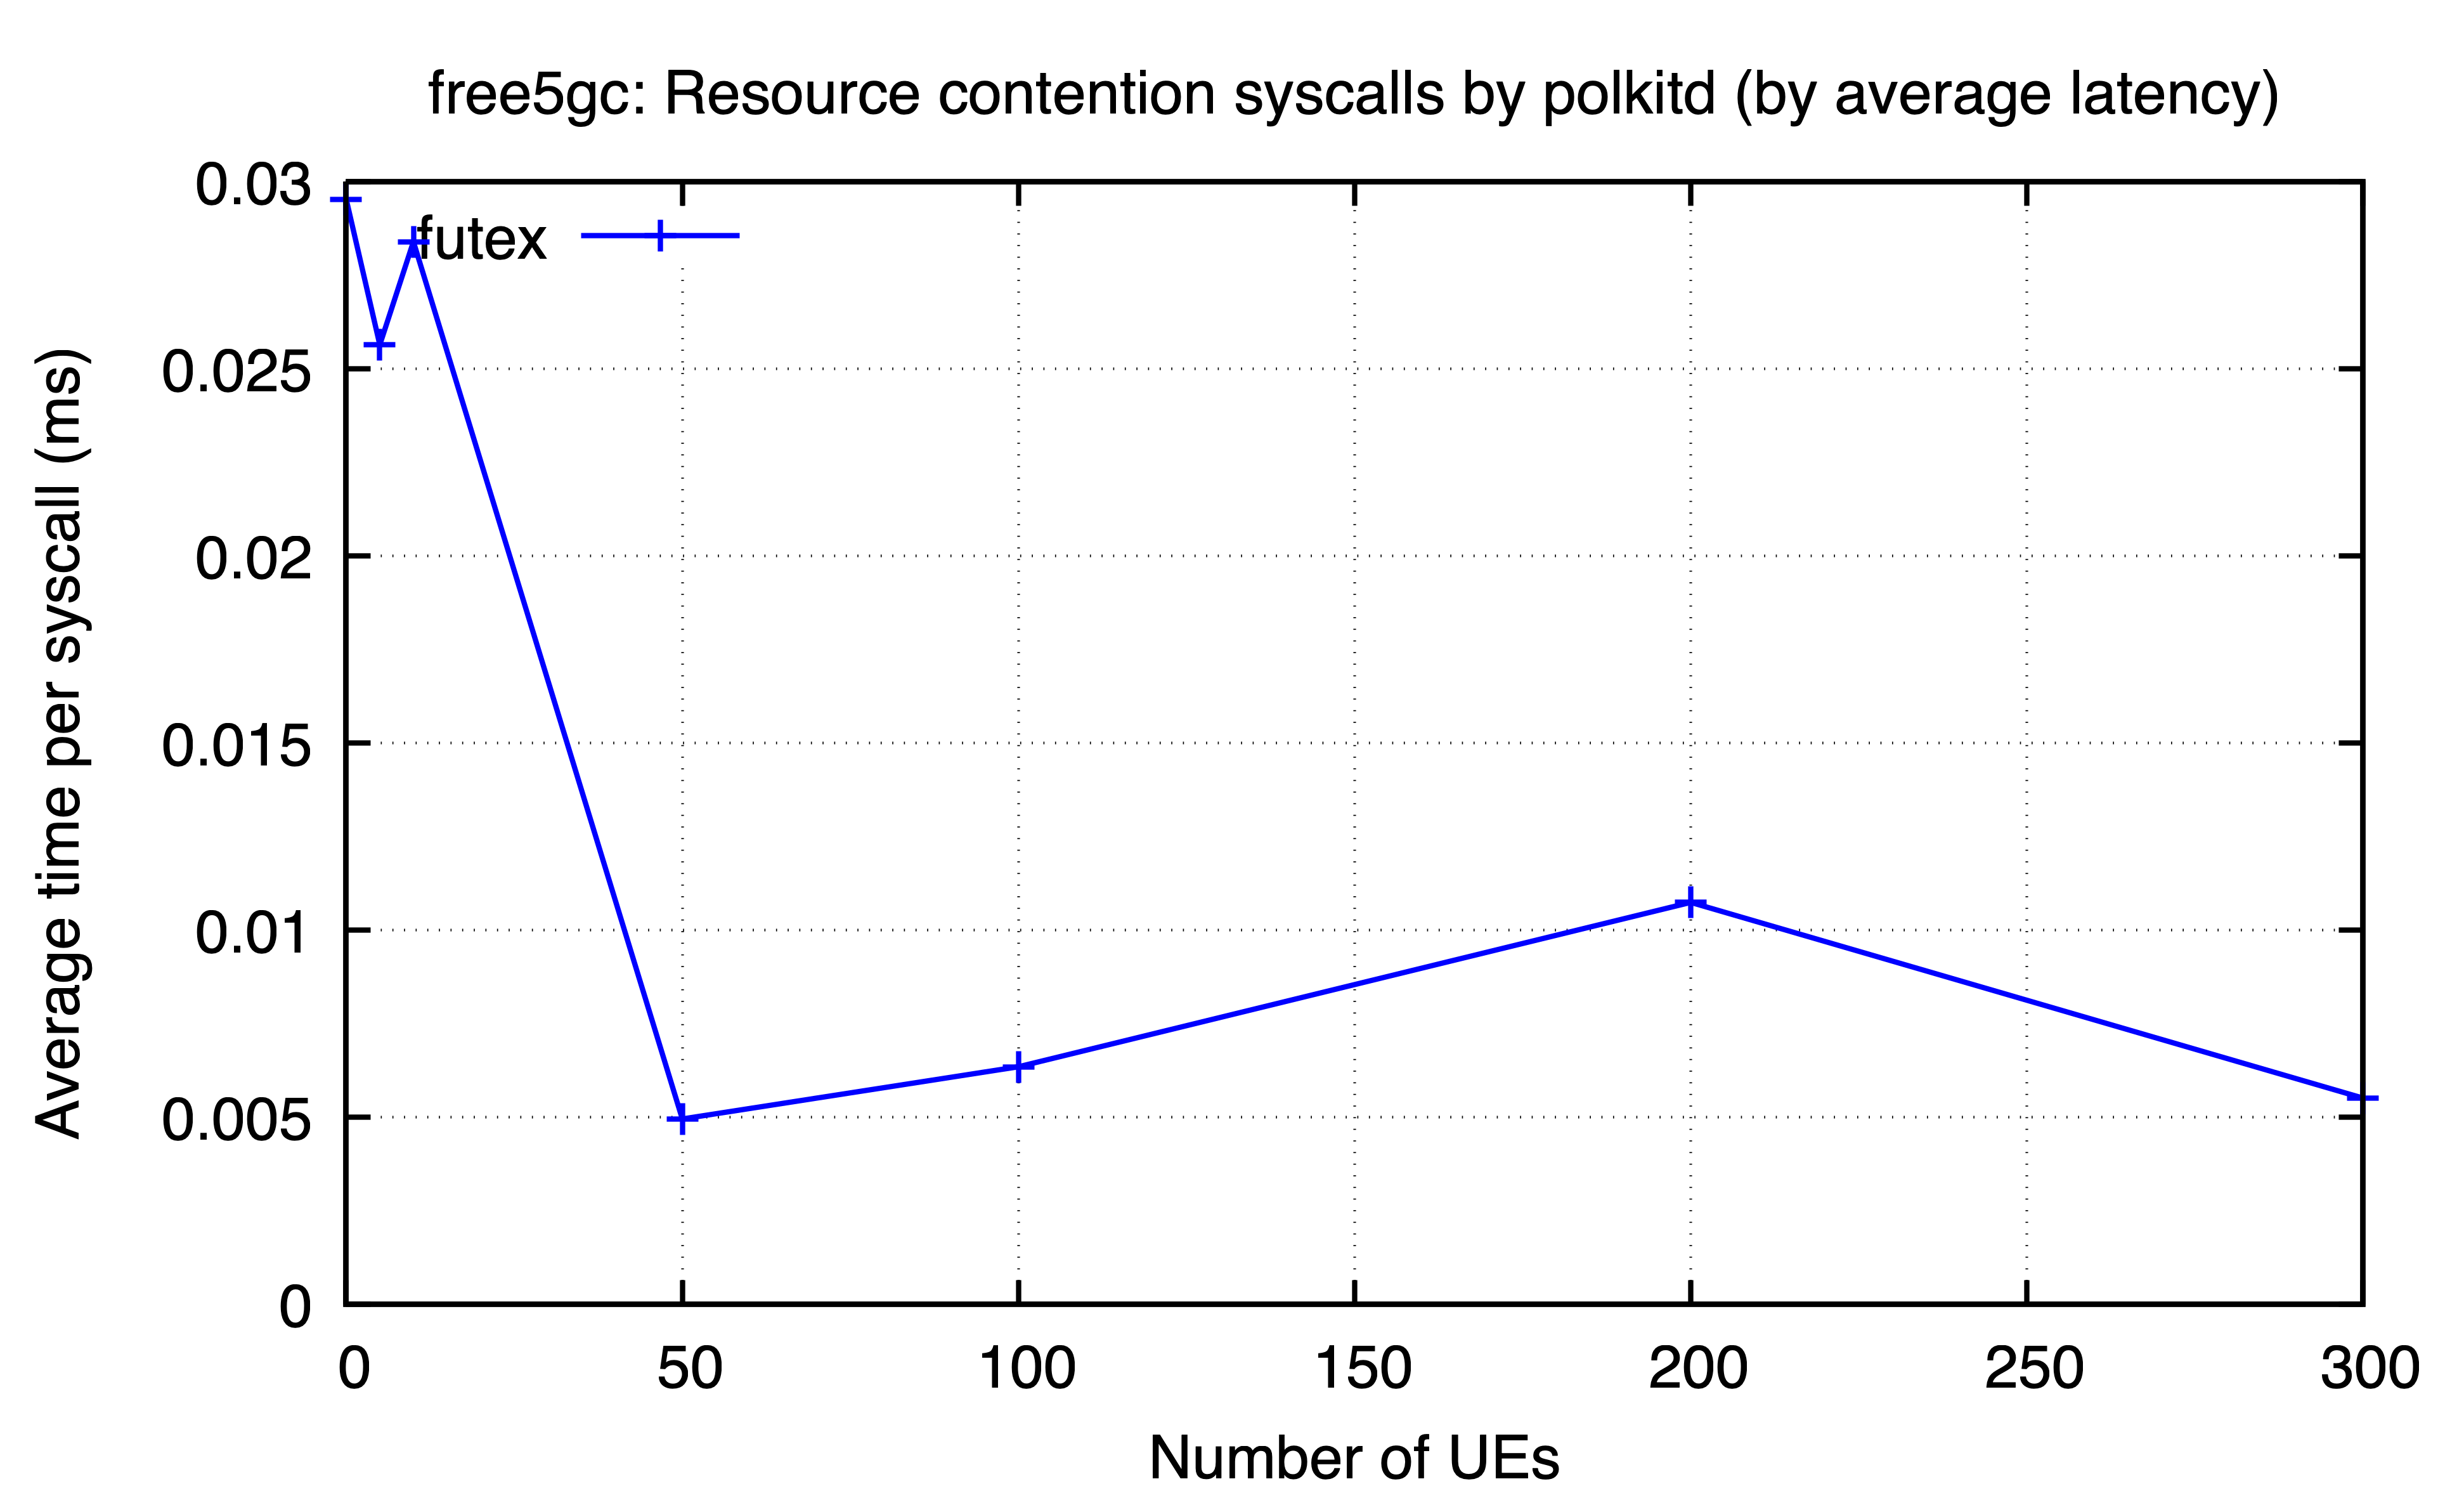 free5gc: Resource contention syscalls by polkitd (by average latency)
Average time per syscall (ms)
0.03
0.025
0.02
0.015
0.01
0.005
0
futex
0 50 100 150 200 250 300
Number of UEs